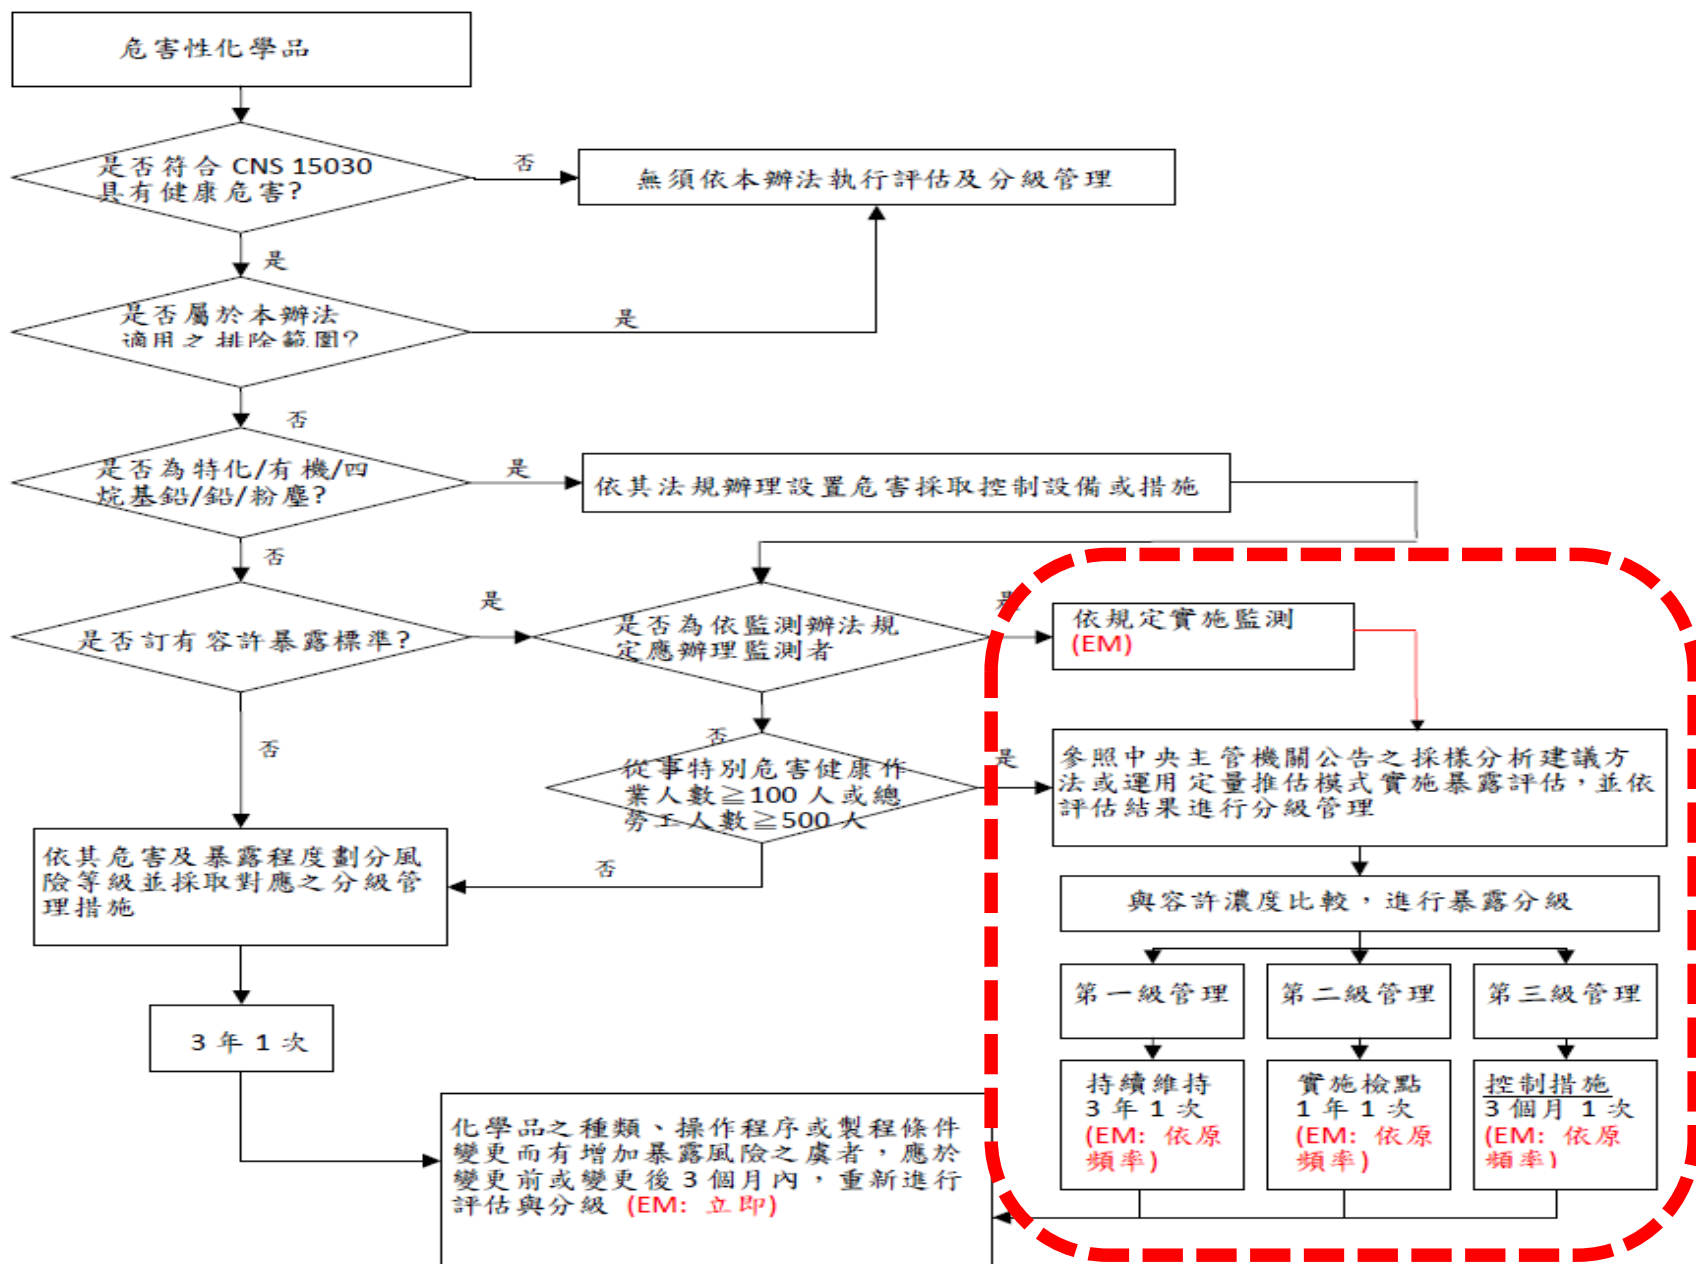 危害性化學品
是否符合 CNS 15030
具有健康危害?
否
無須依本辦法執行評估及分級管理
是
是否屬於本辦法
適用之排除範圍?
是
否
是否為特化/有機/四
烷基鉛/鉛/粉塵?
是
依其法規辦理設置危害採取控制設備或措施
否
是否訂有容許暴露標準?
是
是否為依監測辦法規
定應辦理監測者
是
依規定實施監測
(EM)
否
否
從事特別危害健康作
業人數≧100 人或總
勞工人數≧500 人
是
參照中央主管機關公告之採樣分析建議方
法或運用定量推估模式實施暴露評估，並依
評估結果進行分級管理
否
依其危害及暴露程度劃分風
險等級並採取對應之分級管
理措施
與容許濃度比較，進行暴露分級
第一級管理
第二級管理
第三級管理
3 年 1 次
持續維持
3 年 1 次
(EM: 依原
頻率)
實施檢點
1 年 1 次
(EM: 依原
頻率)
控制措施
3 個月 1 次
(EM: 依原
頻率)
化學品之種類、操作程序或製程條件
變更而有增加暴露風險之虞者，應於
變更前或變更後 3 個月內，重新進行
評估與分級 (EM: 立即)